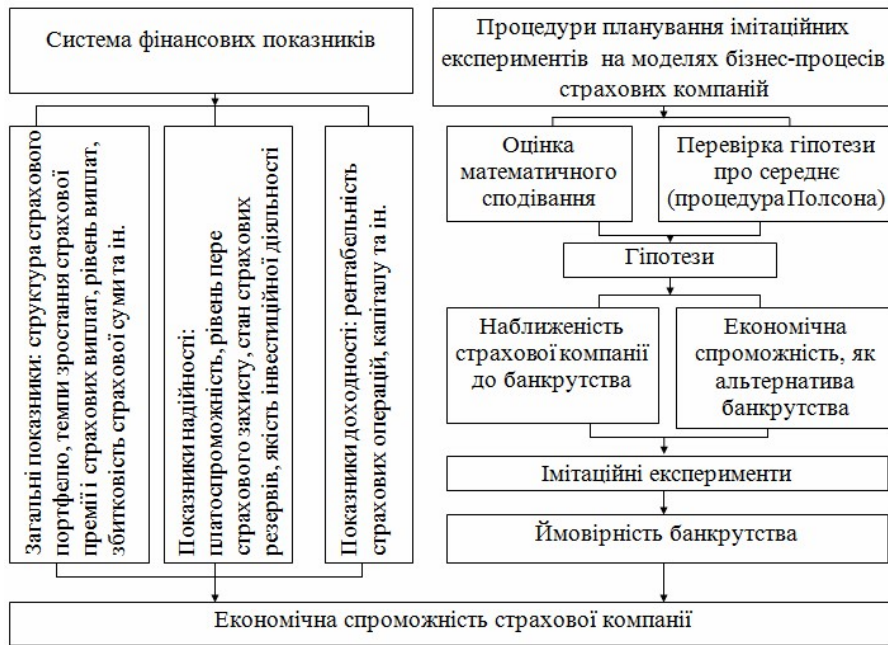 Система фінансових показників
Загальні показники: структура страхового
портфелю, темпи зростання страхової
премії і страхових виплат, рівень виплат,
збитковість страхової суми та ін.
Показники надійності:
платоспроможність, рівень пере
страхового захисту, стан страхових
резервів, якість інвестиційної діяльності
Показники доходності: рентабельність
страхових операцій, капіталу та ін.
Процедури планування імітаційних
експериментів на моделях бізнес-процесів
страхових компаній
Оцінка
математичного
сподівання
Перевірка гіпотези
про середнє
(процедура Полсона)
Гіпотези
Наближеність
страхової компанії
до банкрутства
Економічна
спроможність, як
альтернатива
банкрутства
Імітаційні експерименти
Ймовірність банкрутства
Економічна спроможність страхової компанії